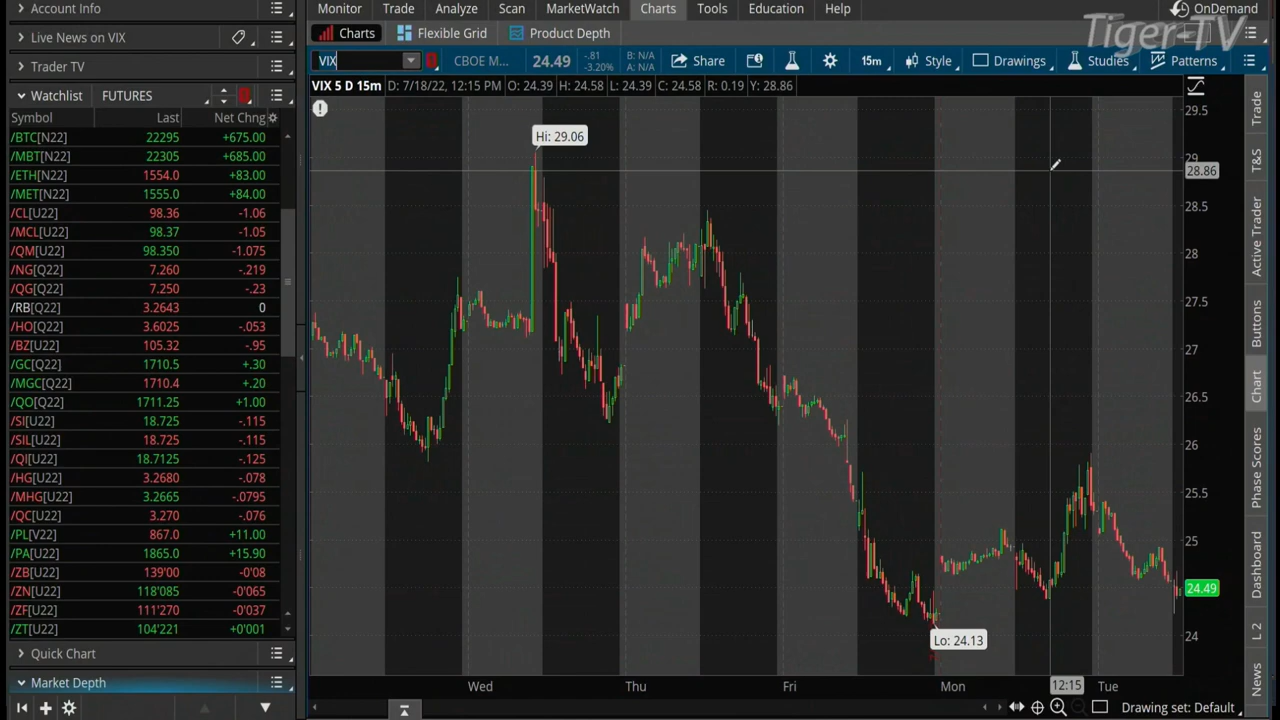 Account Info
Monitor Trade Analyze Scan MarketWatch Charts Tools Education Help OnDemand
Tiger-TV
Live News on VIX
Charts Flexible Grid Product Depth
Trader TV
VIX CBOE M... 24.49 -.81 -3.20% B: N/A A: N/A Share 15m Style Drawings Studies Patterns
Watchlist FUTURES
VIX 5 D 15m D: 7/18/22, 12:15 PM O: 24.39 H: 24.58 L: 24.39 C: 24.58 R: 0.19 Y: 28.86
Symbol Last Net Chng
/BTC[N22] 22295 +675.00
/MBT[N22] 22305 +685.00
/ETH[N22] 1554.0 +83.00
/MET[N22] 1555.0 +84.00
/CL[U22] 98.36 -1.06
/MCL[U22] 98.37 -1.05
/QM[U22] 98.350 -1.075
/NG[Q22] 7.260 -.219
/QG[Q22] 7.250 -.23
/RB[Q22] 3.2643 0
/HO[Q22] 3.6025 -.053
/BZ[U22] 105.32 -.95
/GC[Q22] 1710.5 +.30
/MGC[Q22] 1710.4 +.20
/QO[Q22] 1711.25 +1.00
/SI[U22] 18.725 -.115
/SIL[U22] 18.725 -.115
/QI[U22] 18.7125 -.125
/HG[U22] 3.2680 -.078
/MHG[U22] 3.2665 -.0795
/QC[U22] 3.270 -.076
/PL[V22] 867.0 +11.00
/PA[U22] 1865.0 +15.90
/ZB[U22] 139'00 -0'08
/ZN[U22] 118'085 -0'065
/ZF[U22] 111'270 -0'037
/ZT[U22] 104'221 +0'001
Quick Chart
Market Depth
Hi: 29.06
Lo: 24.13
29.5
29
28.86
28.5
28
27.5
27
26.5
26
25.5
25
24.49
24
Wed Thu Fri Mon 12:15 Tue
Drawing set: Default
Trade
T&S
Active Trader
Buttons
Chart
Phase Scores
Dashboard
L 2
News